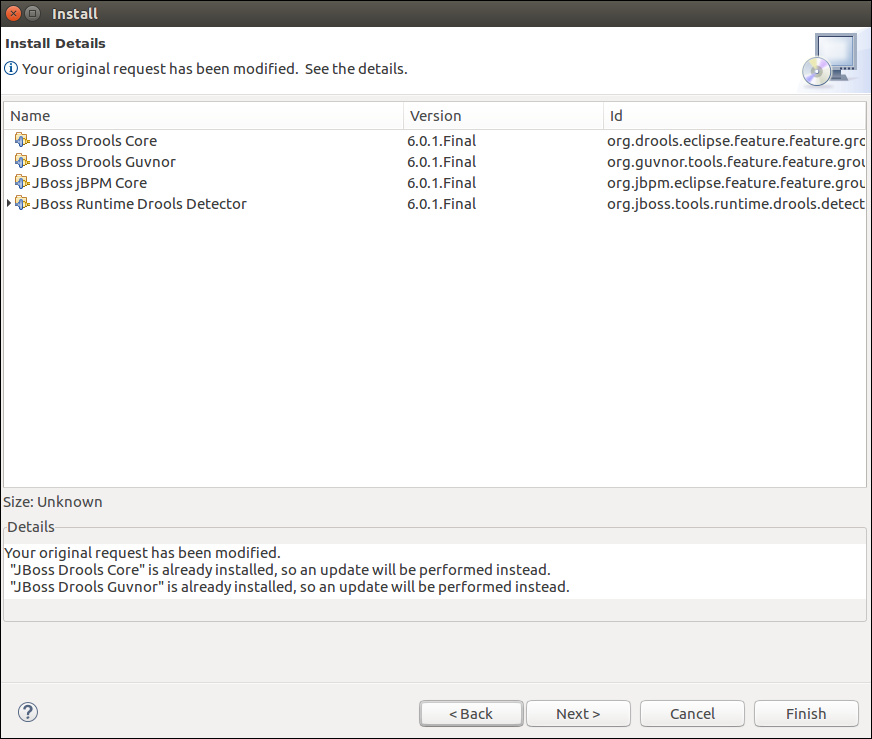 Install
Install Details
Your original request has been modified. See the details.
Name Version Id
JBoss Drools Core 6.0.1.Final org.drools.eclipse.feature.feature.gro
JBoss Drools Guvnor 6.0.1.Final org.guvnor.tools.feature.feature.grou
JBoss jBPM Core 6.0.1.Final org.jbpm.eclipse.feature.feature.grou
JBoss Runtime Drools Detector 6.0.1.Final org.jboss.tools.runtime.drools.detect
Size: Unknown
Details
Your original request has been modified.
"JBoss Drools Core" is already installed, so an update will be performed instead.
"JBoss Drools Guvnor" is already installed, so an update will be performed instead.
? < Back Next > Cancel Finish